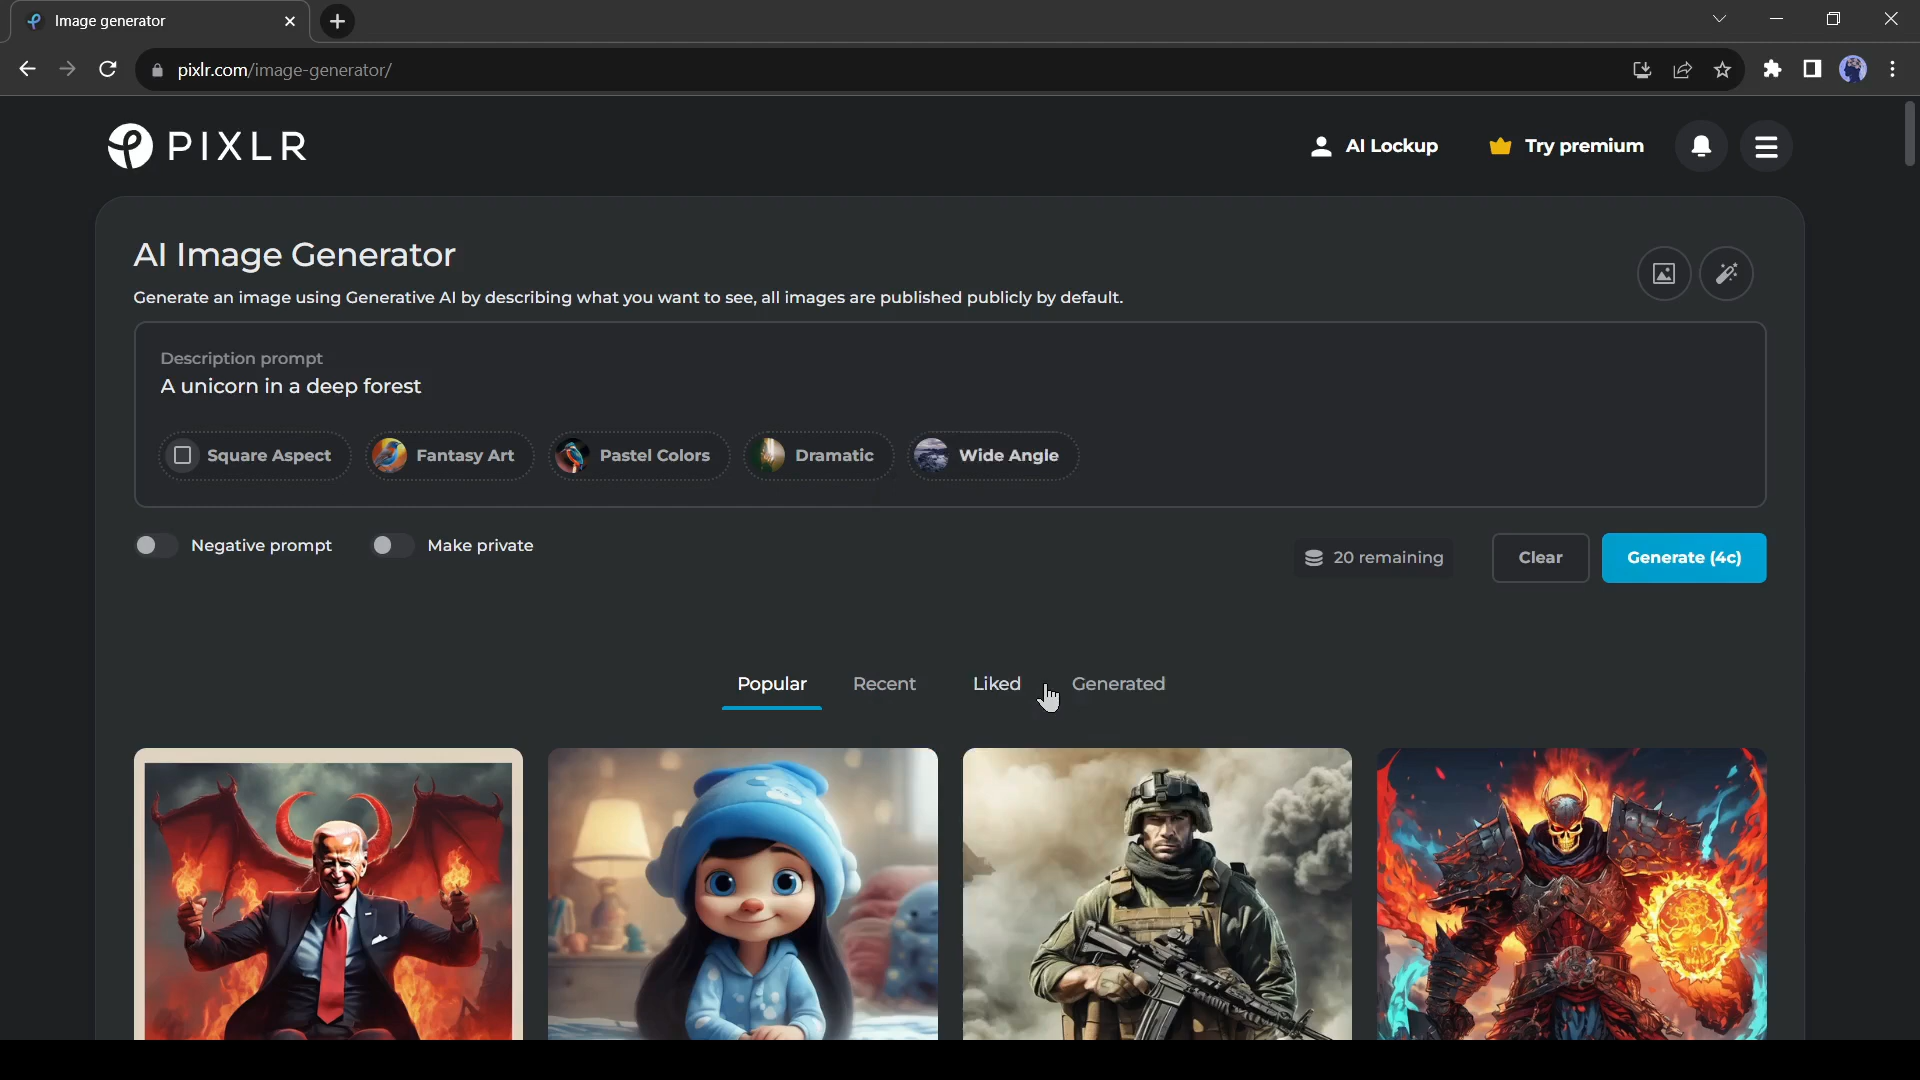 Image generator
pixlr.com/image-generator/
PIXLR
AI Lockup
Try premium
AI Image Generator
Generate an image using Generative AI by describing what you want to see, all images are published publicly by default.
Description prompt
A unicorn in a deep forest
Square Aspect
Fantasy Art
Pastel Colors
Dramatic
Wide Angle
Negative prompt
Make private
20 remaining
Clear
Generate (4c)
Popular
Recent
Liked
Generated